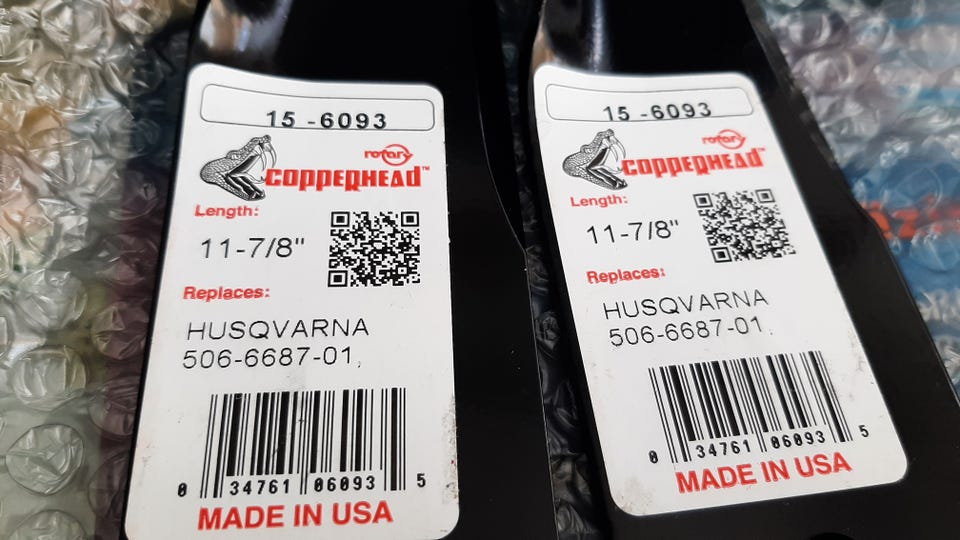 15 -6093
rotary
COPPERHEAD™
Length:
11-7/8"
Replaces:
HUSQVARNA
506-6687-01,
0 34761 06093 5
MADE IN USA
15 -6093
rotary
COPPERHEAD™
Length:
11-7/8"
Replaces:
HUSQVARNA
506-6687-01,
0 34761 06093 5
MADE IN USA